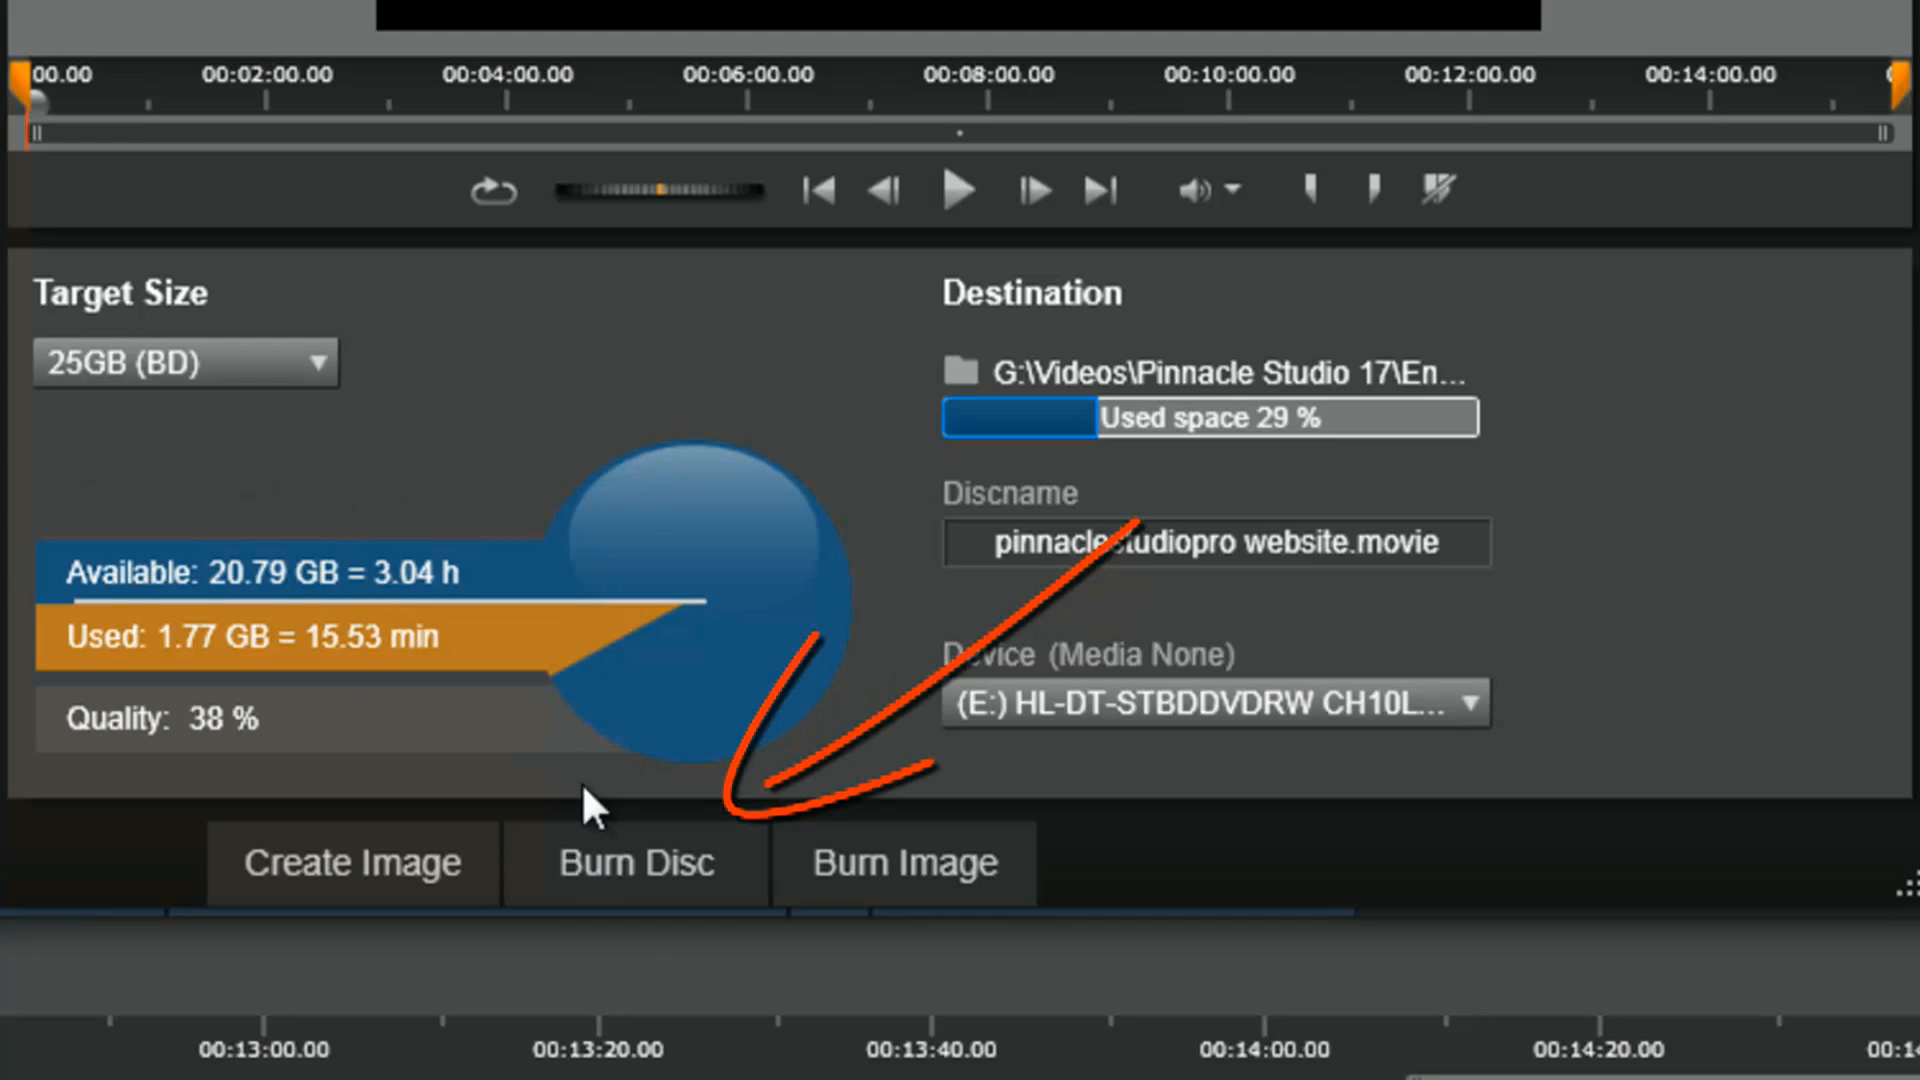 00.00 00:02:00.00 00:04:00.00 00:06:00.00 00:08:00.00 00:10:00.00 00:12:00.00 00:14:00.00
Target Size
25GB (BD)
Available: 20.79 GB = 3.04 h
Used: 1.77 GB = 15.53 min
Quality: 38 %
Destination
G:\Videos\Pinnacle Studio 17\En...
Used space 29 %
Discname
pinnaclestudiopro website.movie
Device (Media None)
(E:) HL-DT-STBDDVDRW CH10L...
Create Image Burn Disc Burn Image
00:13:00.00 00:13:20.00 00:13:40.00 00:14:00.00 00:14:20.00